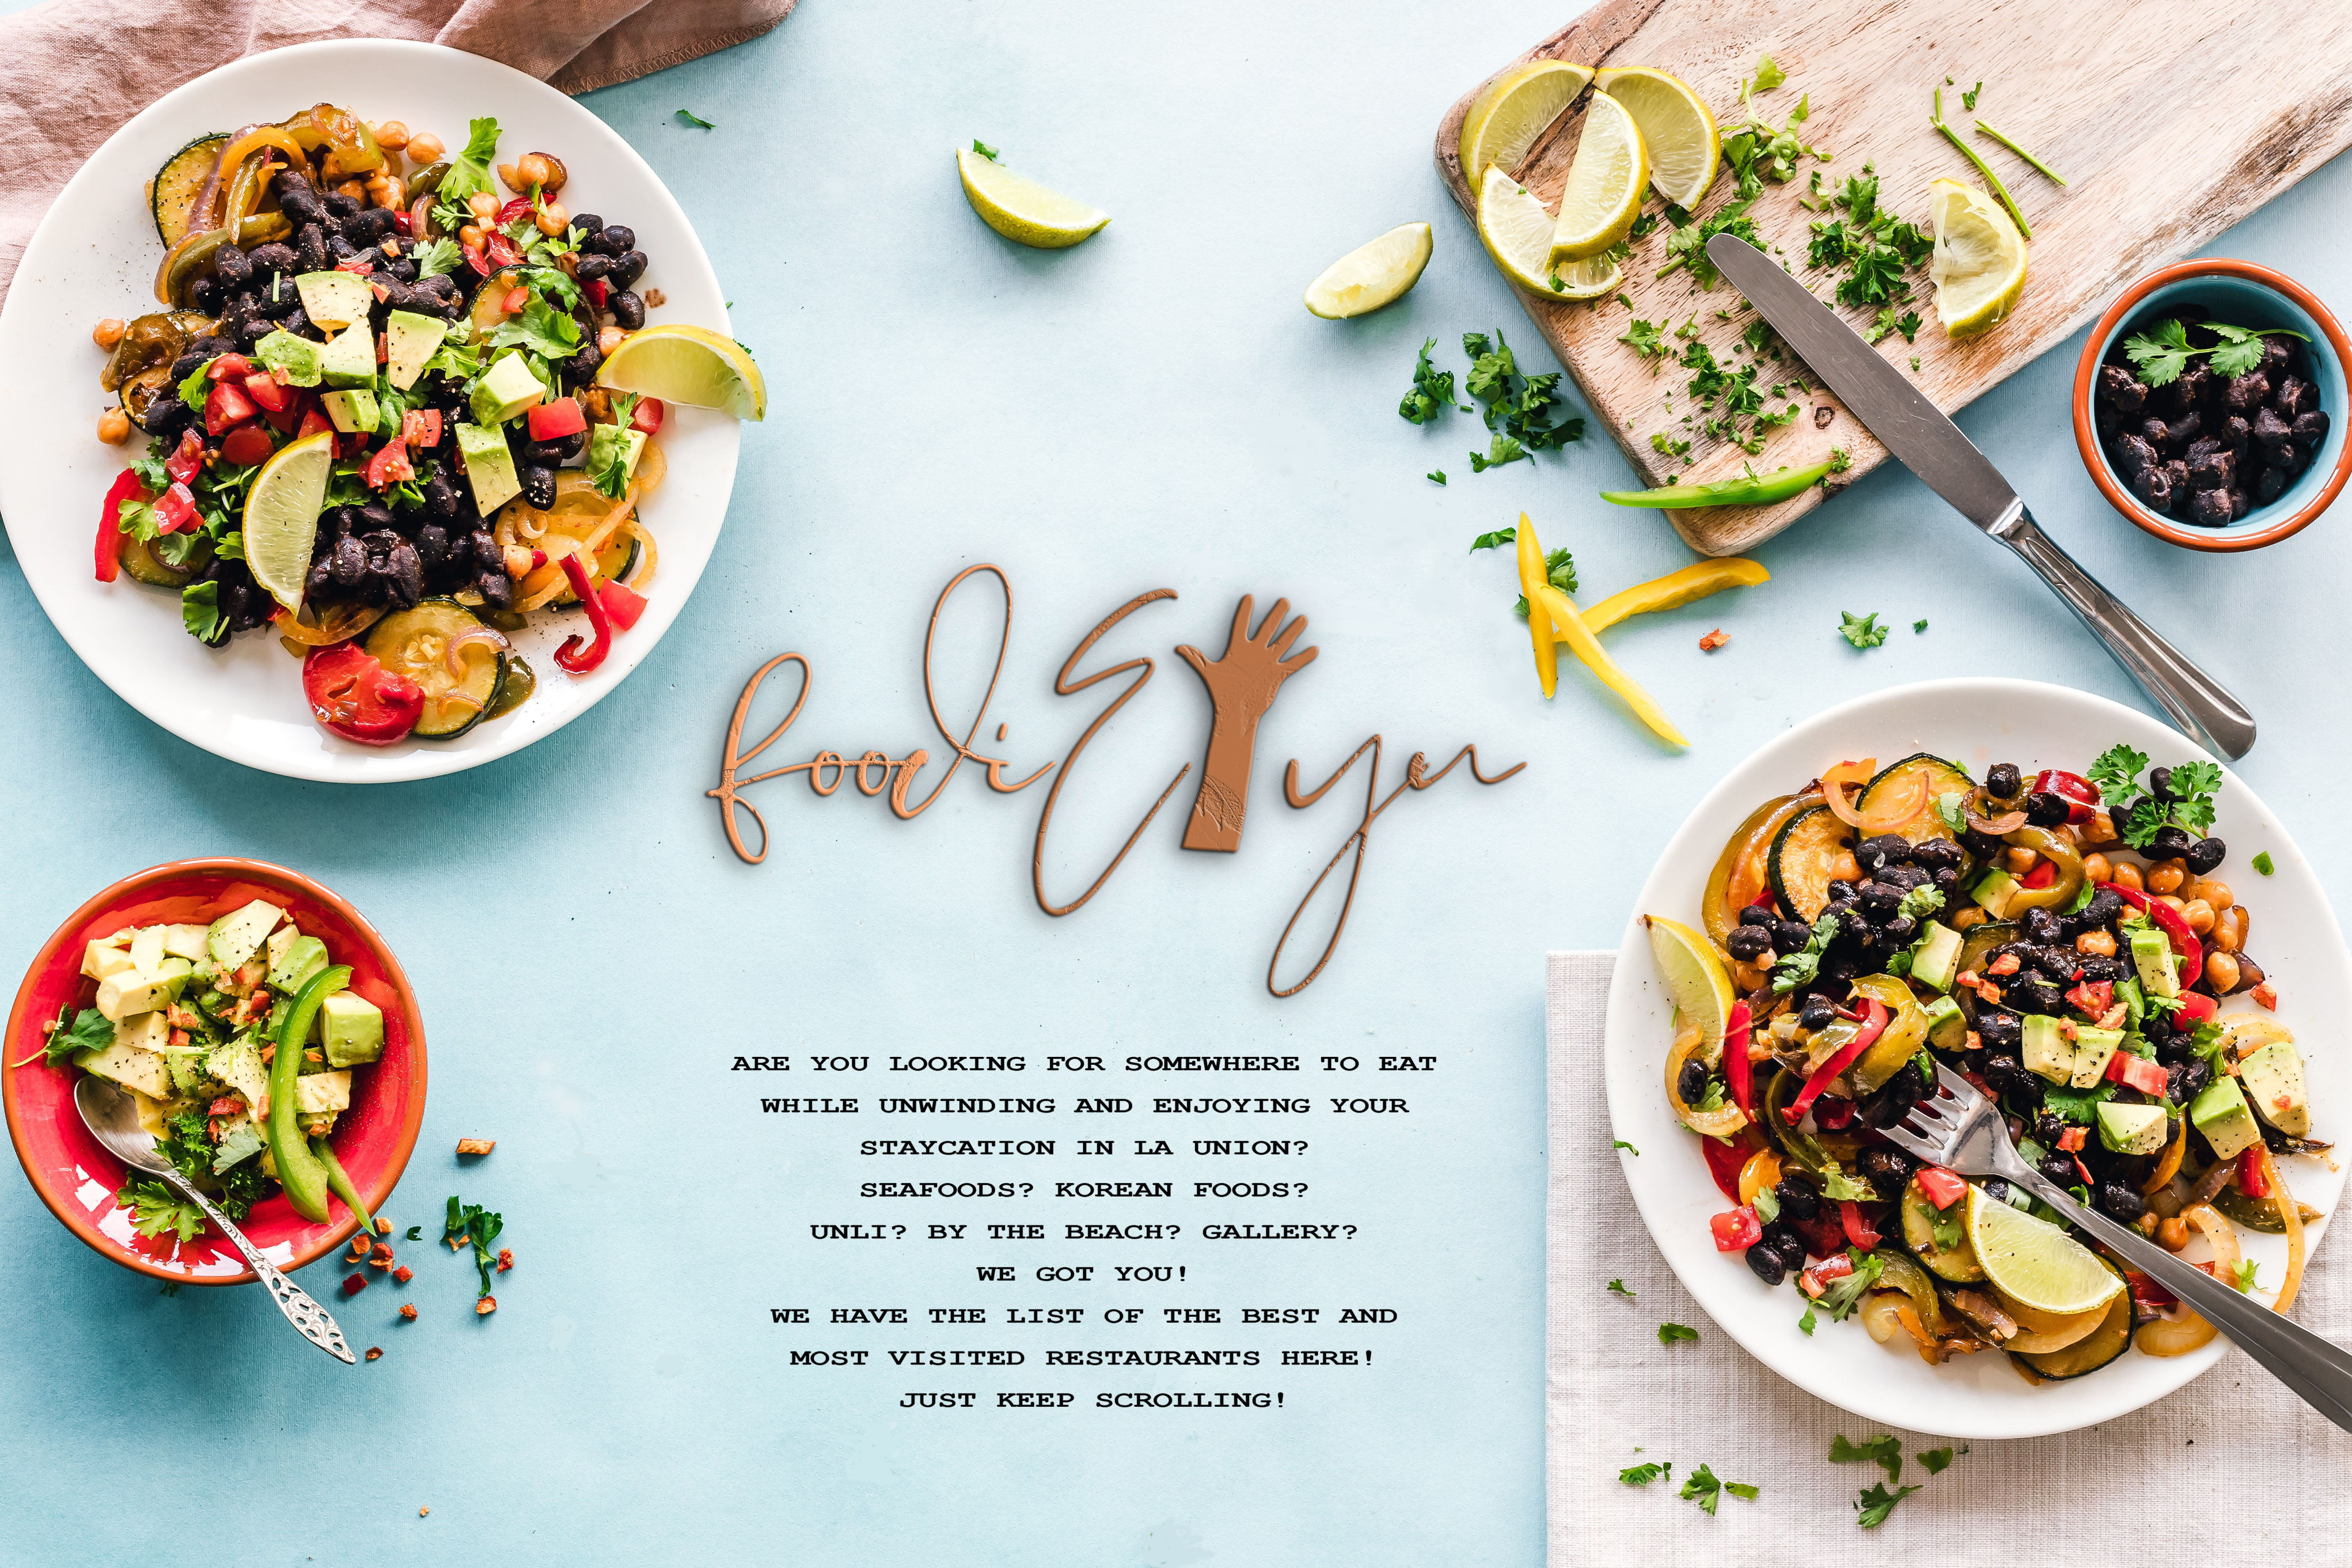 foodiE yer
ARE YOU LOOKING FOR SOMEWHERE TO EAT
WHILE UNWINDING AND ENJOYING YOUR
STAYCATION IN LA UNION?
SEAFOODS? KOREAN FOODS?
UNLI? BY THE BEACH? GALLERY?
WE GOT YOU!
WE HAVE THE LIST OF THE BEST AND
MOST VISITED RESTAURANTS HERE!
JUST KEEP SCROLLING!